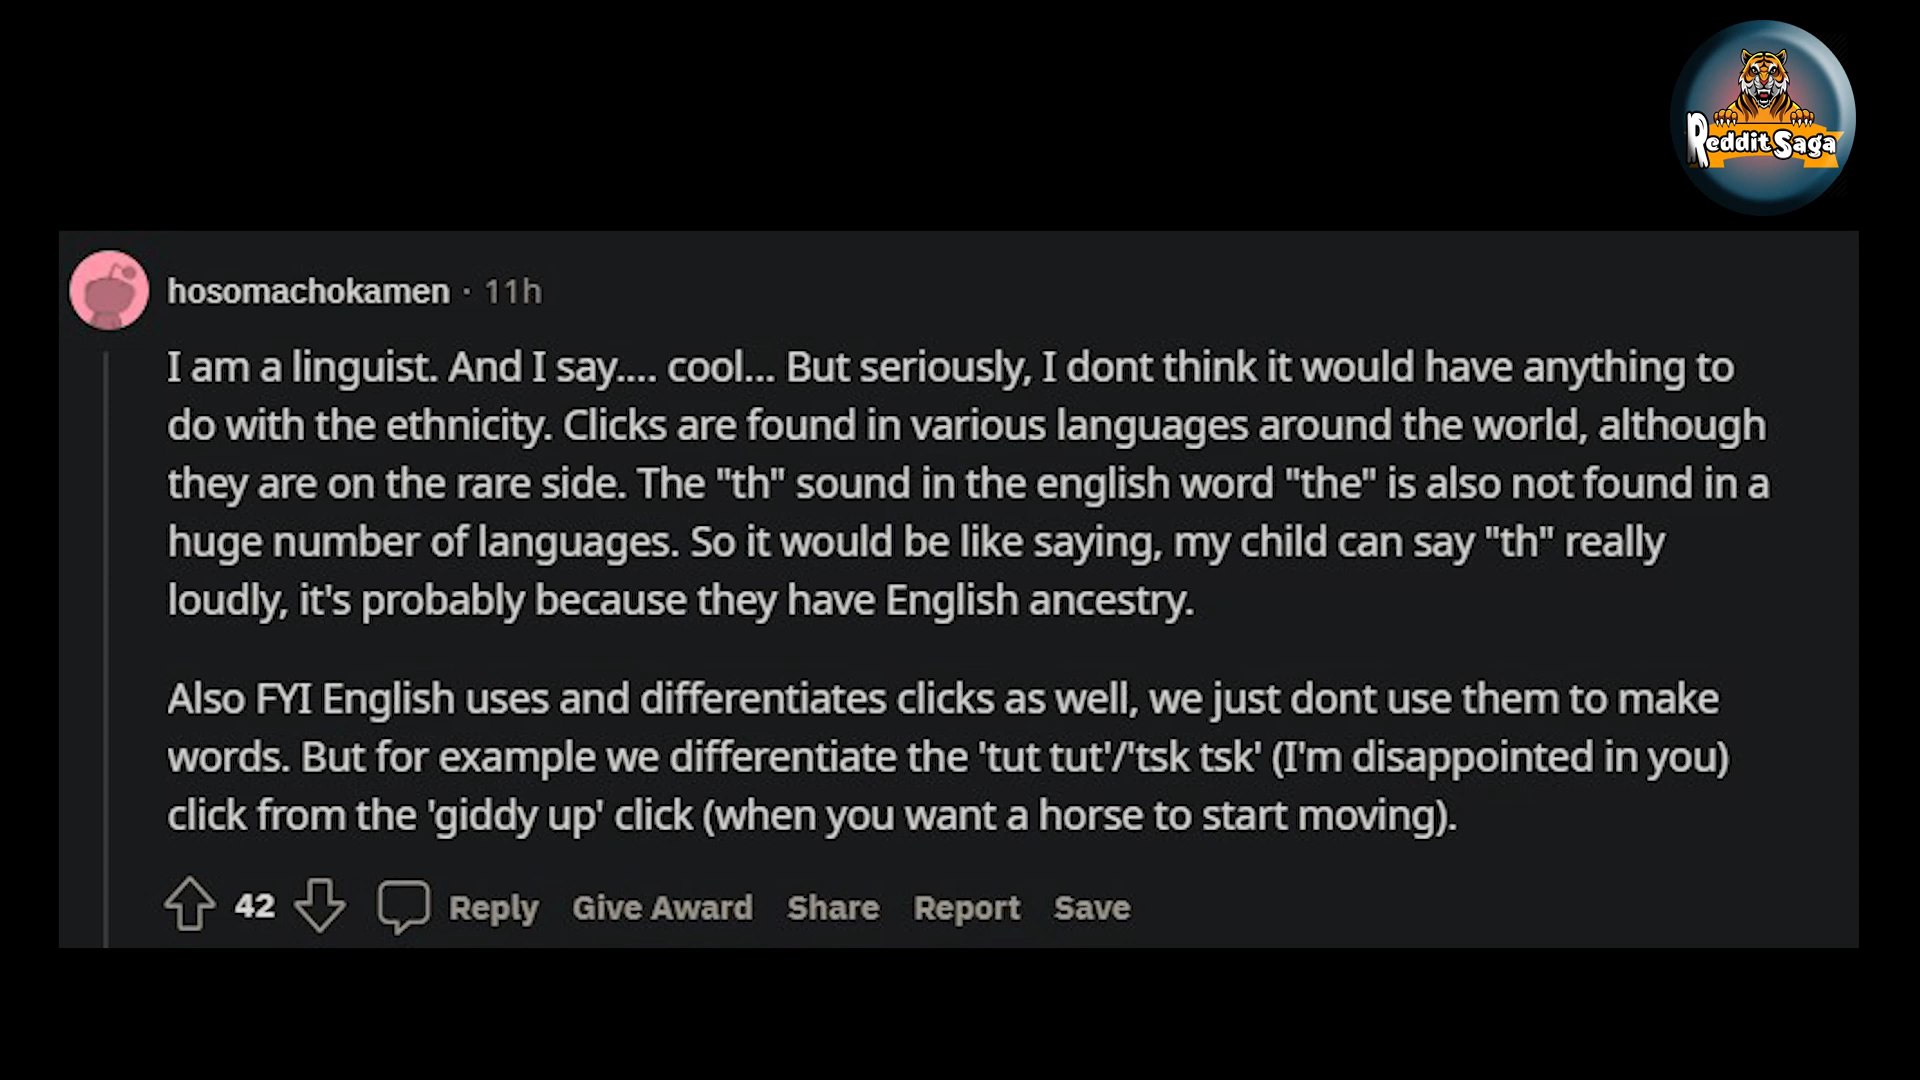 Reddit Saga
hosomachokamen · 11h
I am a linguist. And I say.... cool... But seriously, I dont think it would have anything to
do with the ethnicity. Clicks are found in various languages around the world, although
they are on the rare side. The "th" sound in the english word "the" is also not found in a
huge number of languages. So it would be like saying, my child can say "th" really
loudly, it's probably because they have English ancestry.
Also FYI English uses and differentiates clicks as well, we just dont use them to make
words. But for example we differentiate the 'tut tut'/'tsk tsk' (I'm disappointed in you)
click from the 'giddy up' click (when you want a horse to start moving).
42 Reply Give Award Share Report Save